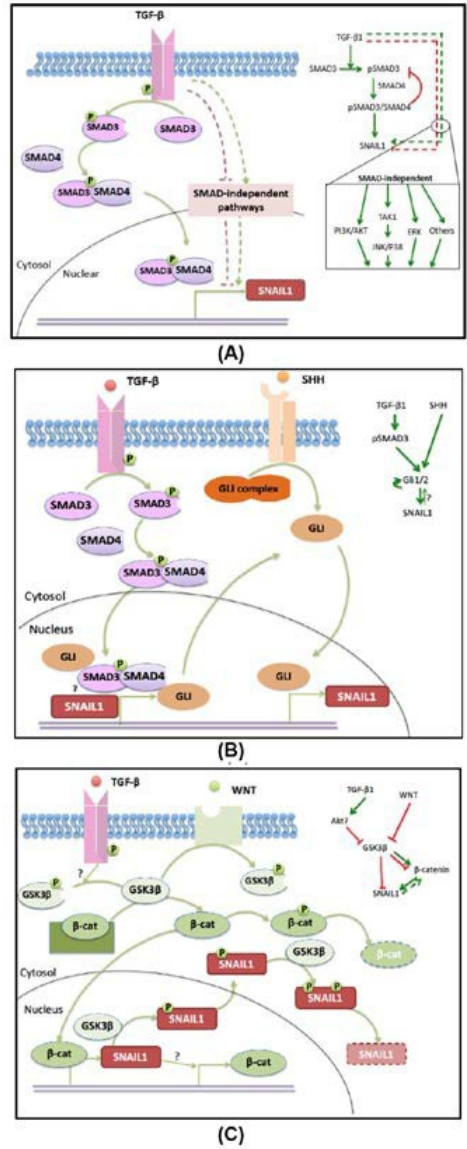 TGF-β
P
P
SMAD3
SMAD3
SMAD4
P
SMAD3
SMAD4
SMAD-independent
pathways
Cytosol
Nuclear
P
SMAD3
SMAD4
SNAIL1
TGF-β1
SMAD3
pSMAD3
SMAD4
pSMAD3/SMAD4
SNAIL1
SMAD-independent
PI3K/AKT
TAK1
ERK
Others
JNK/P38
(A)
TGF-β
SHH
P
SMAD3
P
SMAD3
GLI complex
SMAD4
GLI
P
SMAD3
SMAD4
Cytosol
Nucleus
GLI
P
SMAD3
SMAD4
?
SNAIL1
GLI
GLI
SNAIL1
TGF-β1
SHH
pSMAD3
Gli1/2
?
SNAIL1
(B)
TGF-β
WNT
P
?
P
GSK3β
GSK3β
P
GSK3β
β-cat
β-cat
P
β-cat
β-cat
P
SNAIL1
GSK3β
P
P
SNAIL1
Cytosol
Nucleus
GSK3β
P
SNAIL1
β-cat
SNAIL1
?
β-cat
SNAIL1
TGF-β1
WNT
Akt?
GSK3β
β-catenin
SNAIL1
(C)